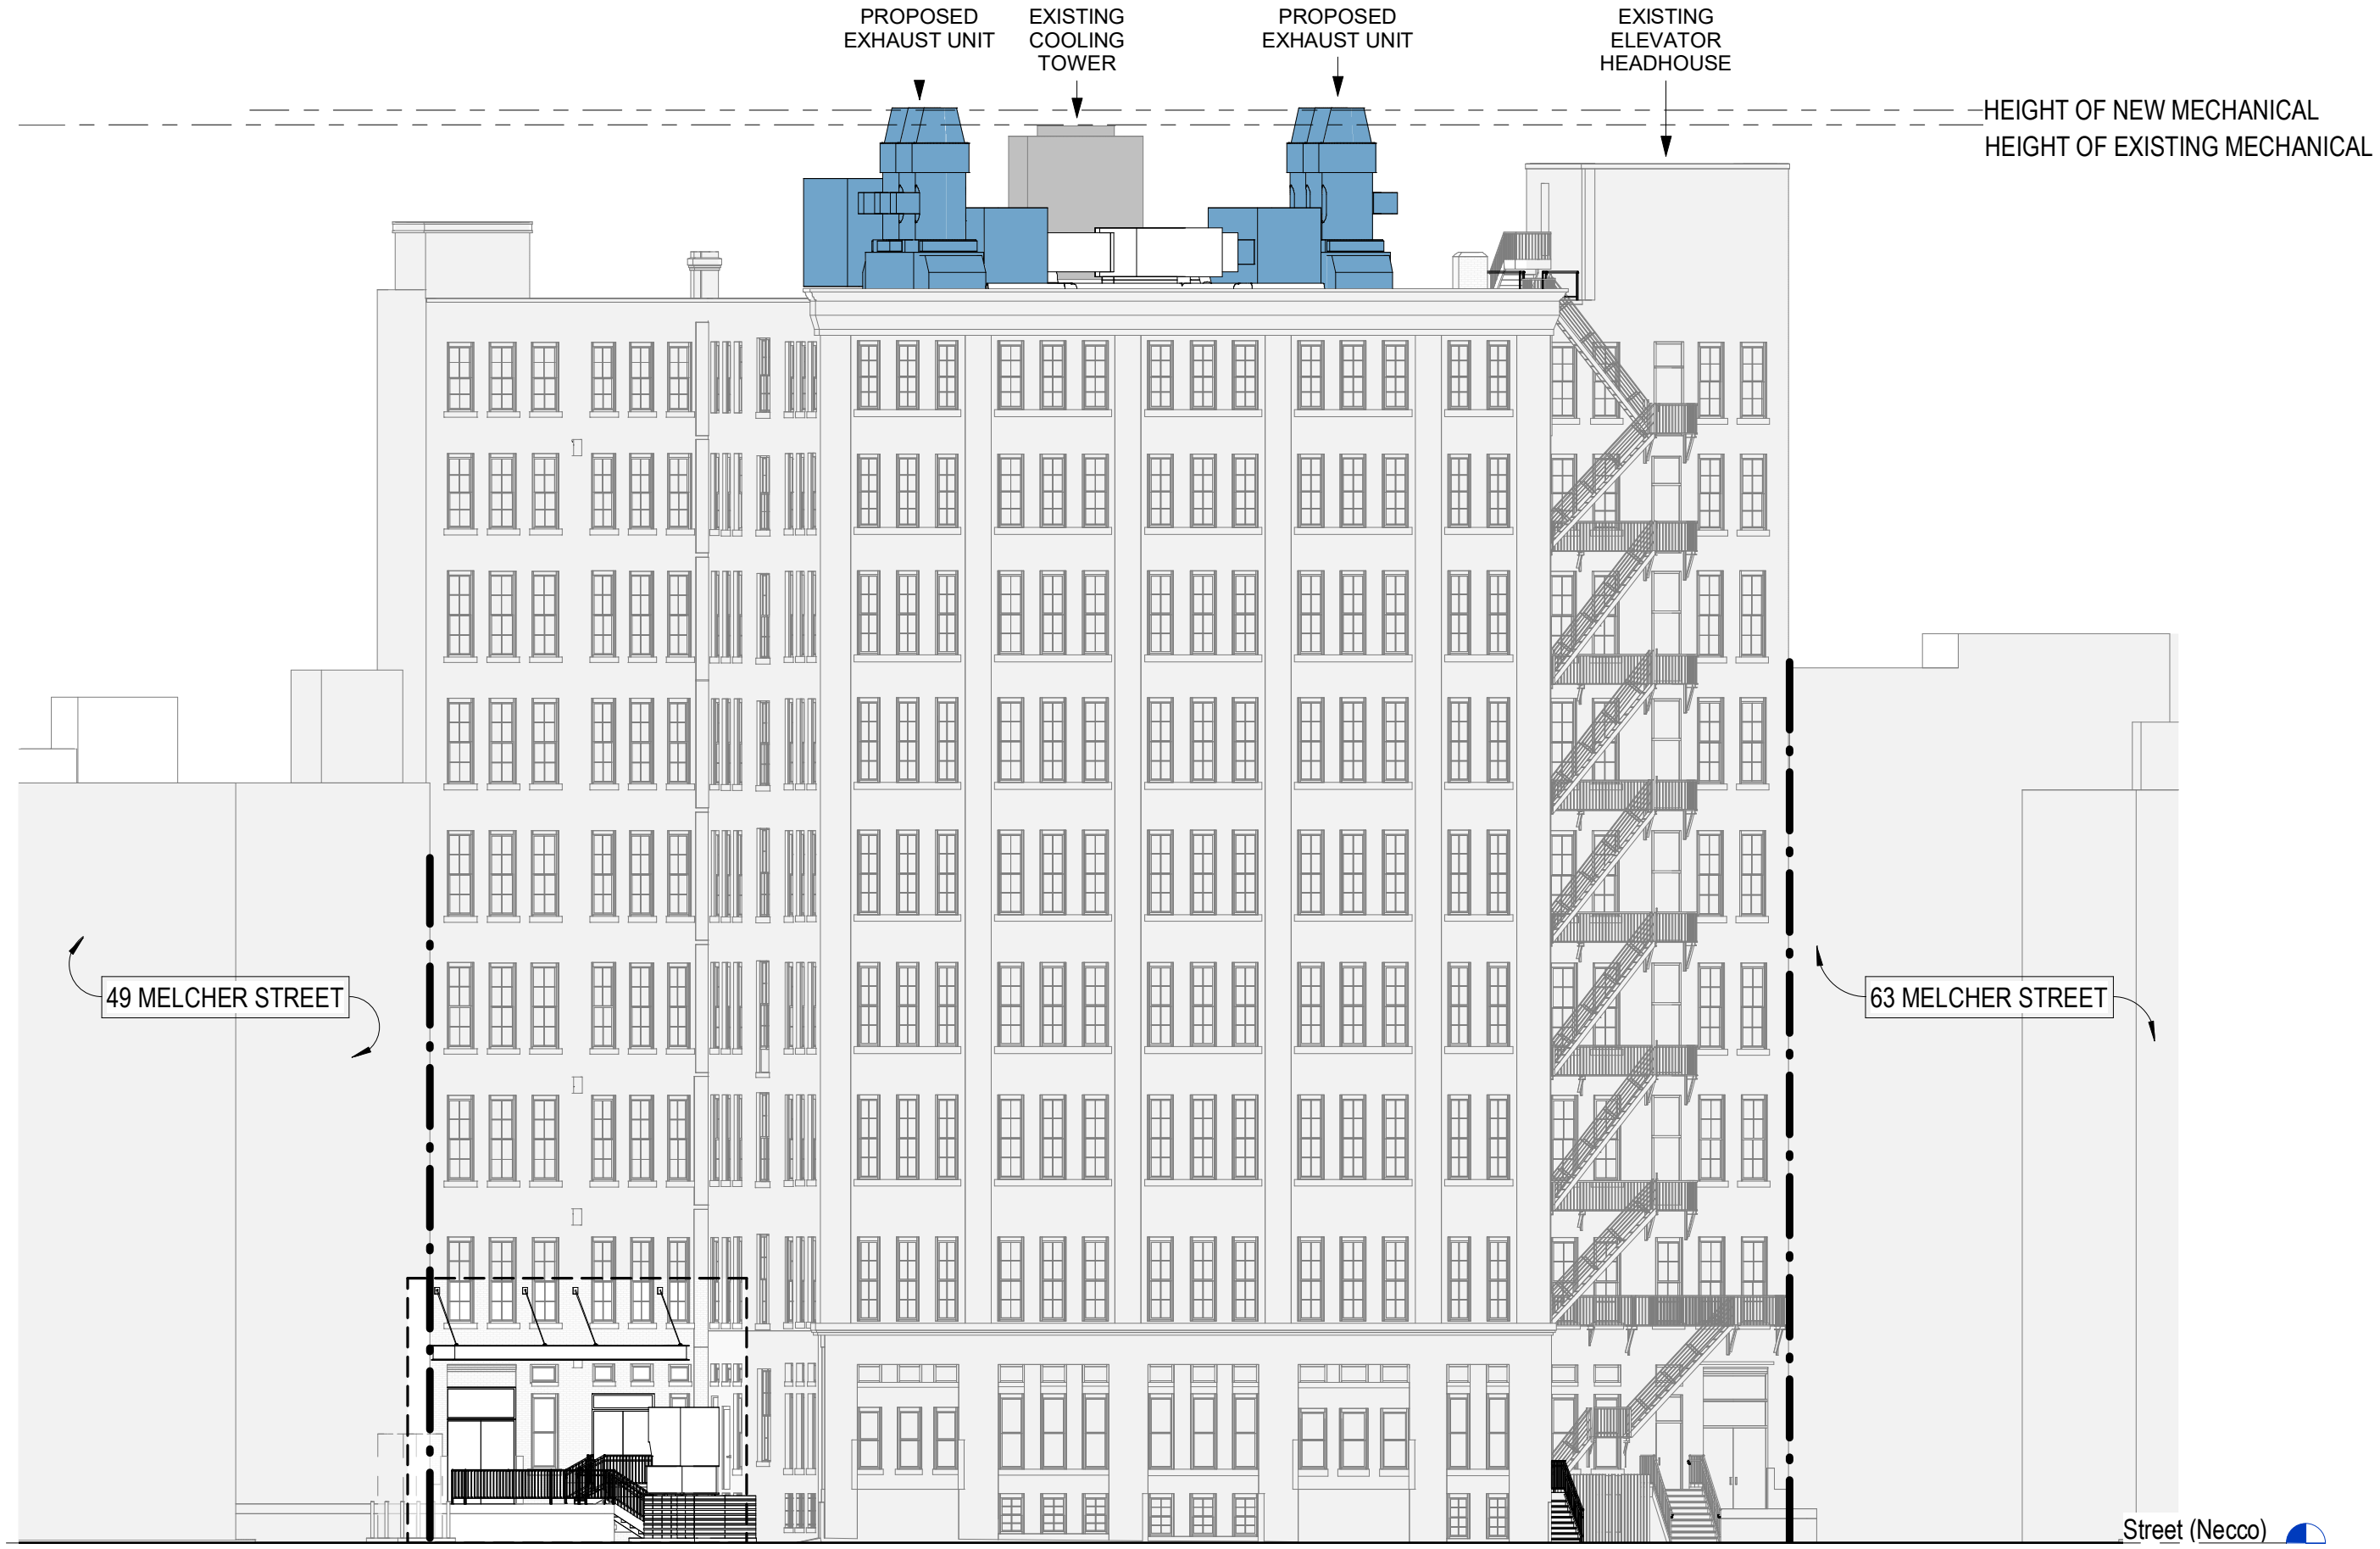 PROPOSED
EXHAUST UNIT
EXISTING
COOLING
TOWER
PROPOSED
EXHAUST UNIT
EXISTING
ELEVATOR
HEADHOUSE
HEIGHT OF NEW MECHANICAL
HEIGHT OF EXISTING MECHANICAL
49 MELCHER STREET
63 MELCHER STREET
Street (Necco)